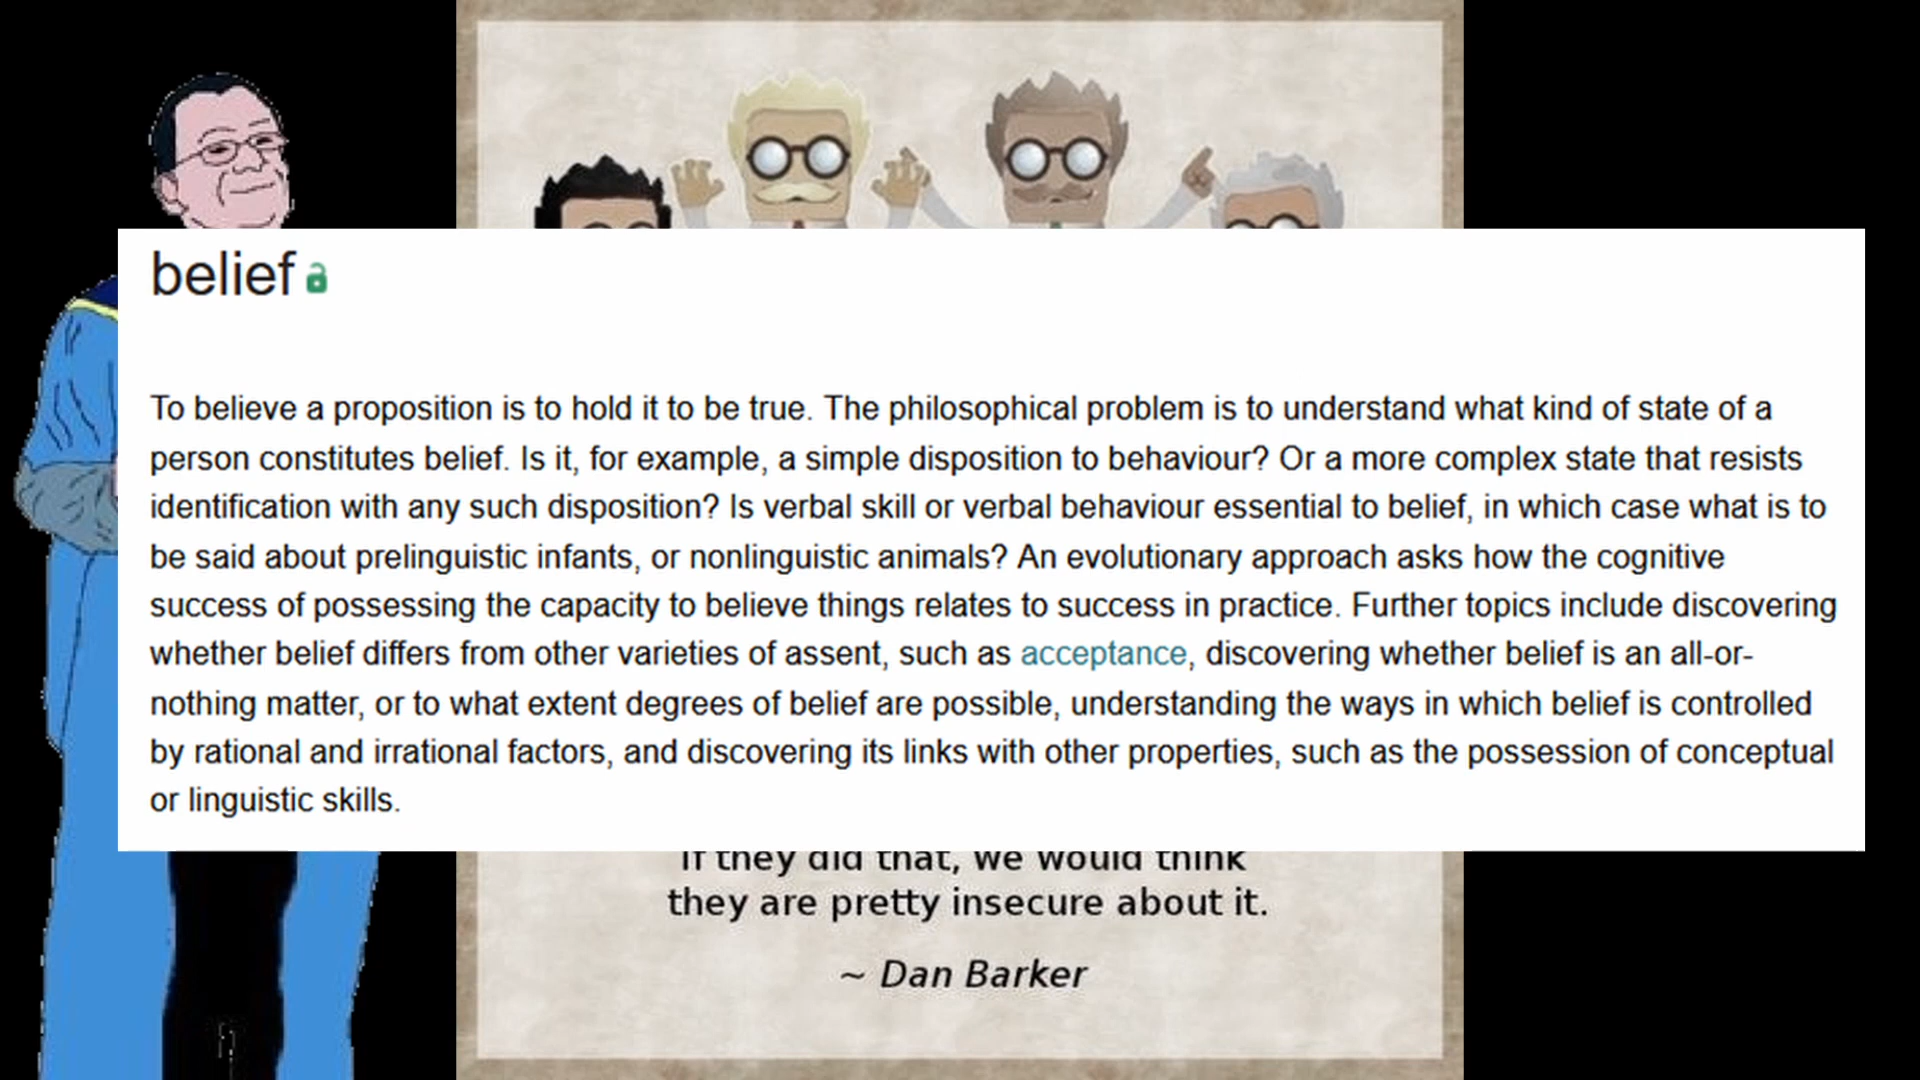 belief
To believe a proposition is to hold it to be true. The philosophical problem is to understand what kind of state of a
person constitutes belief. Is it, for example, a simple disposition to behaviour? Or a more complex state that resists
identification with any such disposition? Is verbal skill or verbal behaviour essential to belief, in which case what is to
be said about prelinguistic infants, or nonlinguistic animals? An evolutionary approach asks how the cognitive
success of possessing the capacity to believe things relates to success in practice. Further topics include discovering
whether belief differs from other varieties of assent, such as acceptance, discovering whether belief is an all-or-
nothing matter, or to what extent degrees of belief are possible, understanding the ways in which belief is controlled
by rational and irrational factors, and discovering its links with other properties, such as the possession of conceptual
or linguistic skills.
If they did that, we would think
they are pretty insecure about it.
~ Dan Barker